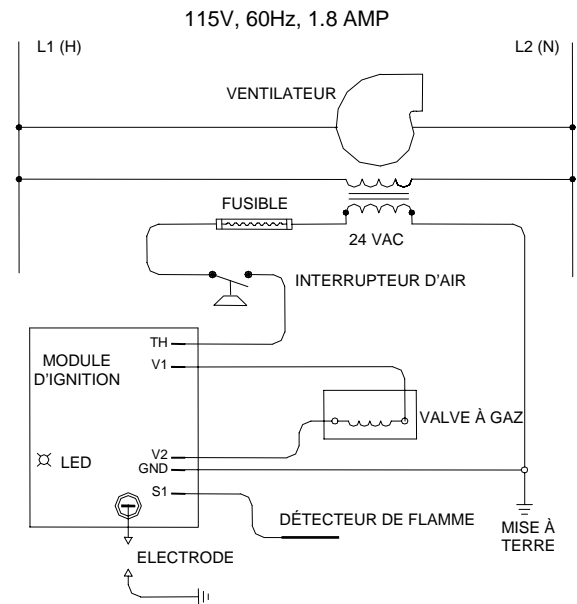 115V, 60Hz, 1.8 AMP
L1 (H)
L2 (N)
VENTILATEUR
FUSIBLE
24 VAC
INTERRUPTEUR D'AIR
TH
MODULE
D'IGNITION
V1
VALVE À GAZ
V2
LED
GND
S1
DÉTECTEUR DE FLAMME
MISE À
TERRE
ELECTRODE